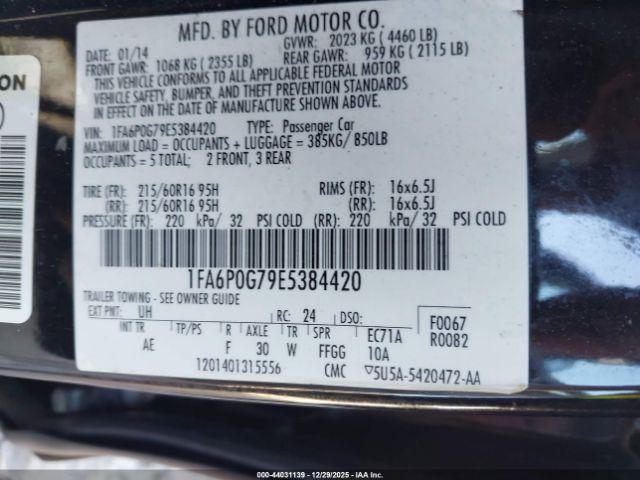 MFD. BY FORD MOTOR CO.
DATE: 01/14 GVWR: 2023 KG ( 4460 LB)
FRONT GAWR: 1068 KG ( 2355 LB) REAR GAWR: 959 KG ( 2115 LB)
THIS VEHICLE CONFORMS TO ALL APPLICABLE FEDERAL MOTOR
VEHICLE SAFETY, BUMPER, AND THEFT PREVENTION STANDARDS
IN EFFECT ON THE DATE OF MANUFACTURE SHOWN ABOVE.
VIN: 1FA6P0G79E5384420 TYPE: Passenger Car
MAXIMUM LOAD = OCCUPANTS + LUGGAGE = 385KG/ 850LB
OCCUPANTS = 5 TOTAL; 2 FRONT, 3 REAR
TIRE (FR): 215/60R16 95H RIMS (FR): 16x6.5J
(RR): 215/60R16 95H (RR): 16x6.5J
PRESSURE (FR): 220 kPa/ 32 PSI COLD (RR): 220 kPa/ 32 PSI COLD
1FA6P0G79E5384420
TRAILER TOWING - SEE OWNER GUIDE
EXT PNT: UH RC: 24 DSO: F0067
INT TR TP/PS R AXLE TR SPR EC71A R0082
AE F 30 W FFGG 10A
1201401315556 CMC ▽5U5A-5420472-AA
ON
IAA - 44031139 - 12/29/2025 - IAAI.com